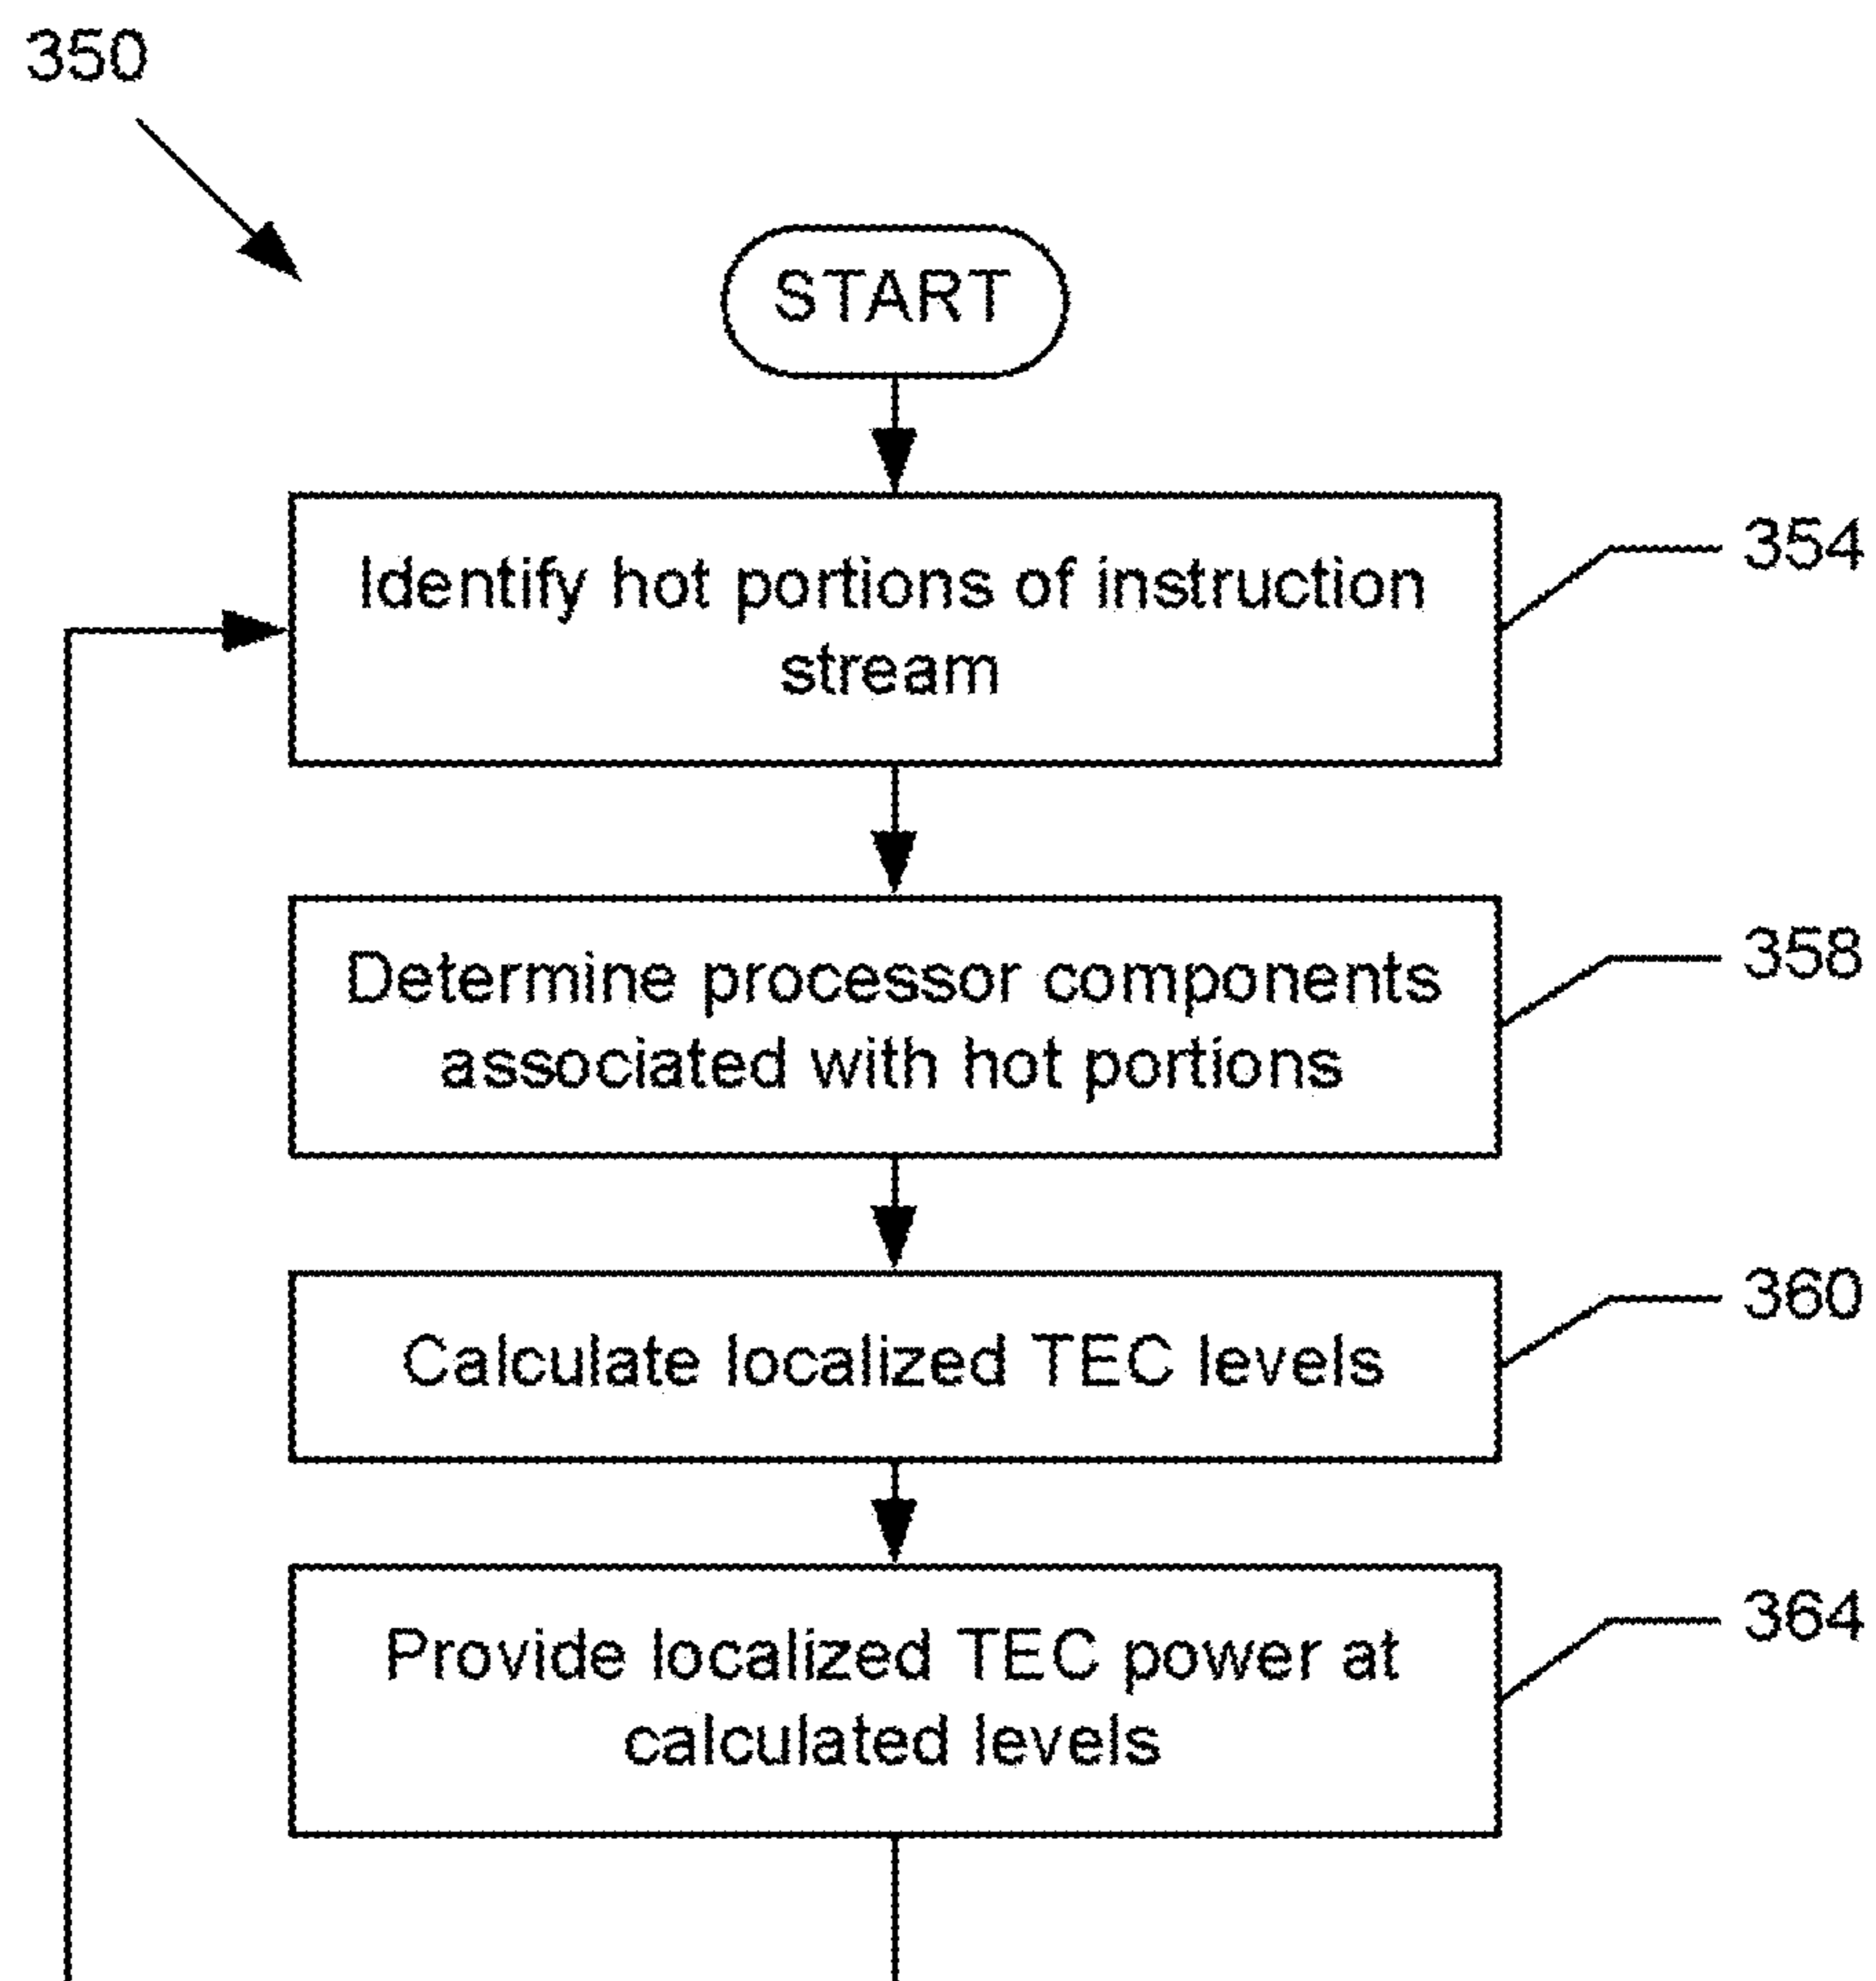 350
START
Identify hot portions of instruction
stream
354
Determine processor components
associated with hot portions
358
Calculate localized TEC levels
360
Provide localized TEC power at
calculated levels
364